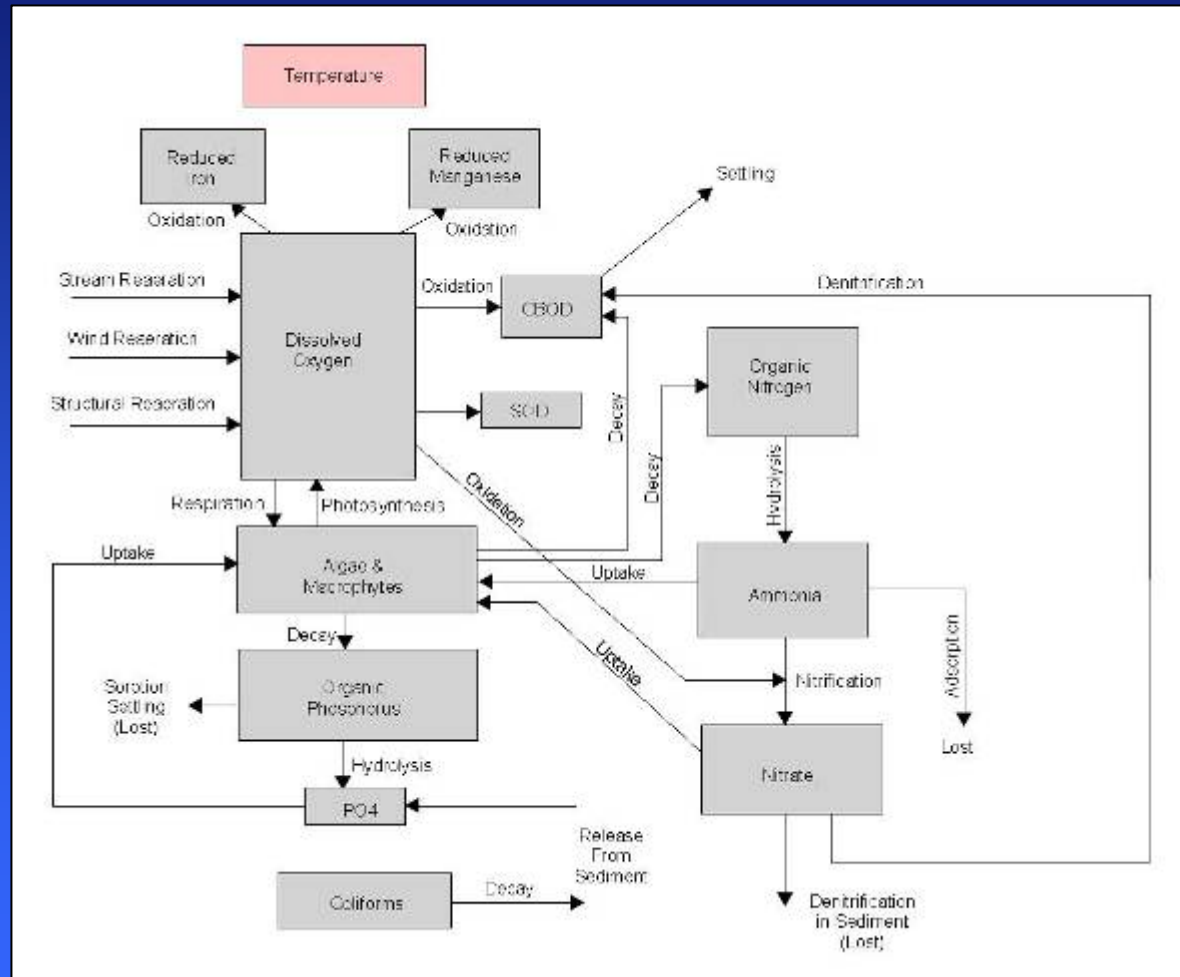 Temperature
Reduced
Iron
Reduced
Manganese
Oxidation
Oxidation
Settling
Stream Reaeration
Oxidation
CBOD
Denitrification
Wind Reaeration
Dissolved
Oxygen
Organic
Nitrogen
Structural Reaeration
SOD
Decay
Decay
Hydrolysis
Oxidation
Respiration
Photosynthesis
Uptake
Algae &
Macrophytes
Uptake
Ammonia
Decay
Uptake
Adsorption
Sorption
Settling
(Lost)
Organic
Phosphorus
Nitrification
Lost
Hydrolysis
Nitrate
PO4
Release
From
Sediment
Coliforms
Decay
Denitrification
in Sediment
(Lost)